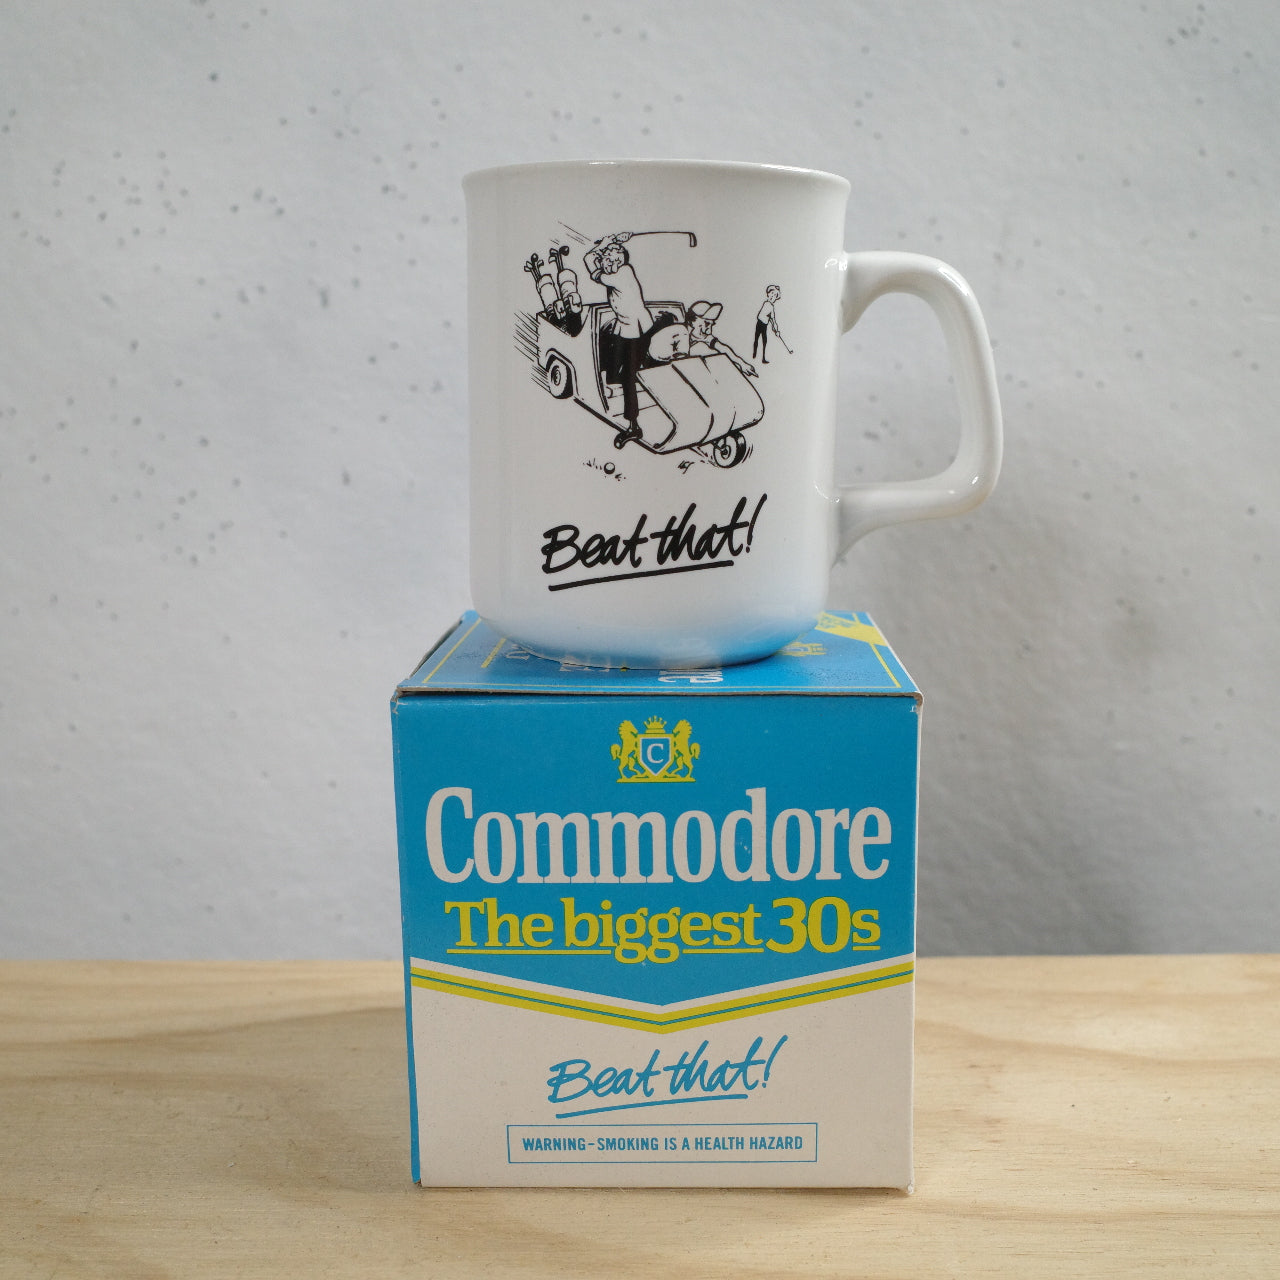 Beat that!
C
Commodore
The biggest 30s
Beat that!
WARNING-SMOKING IS A HEALTH HAZARD